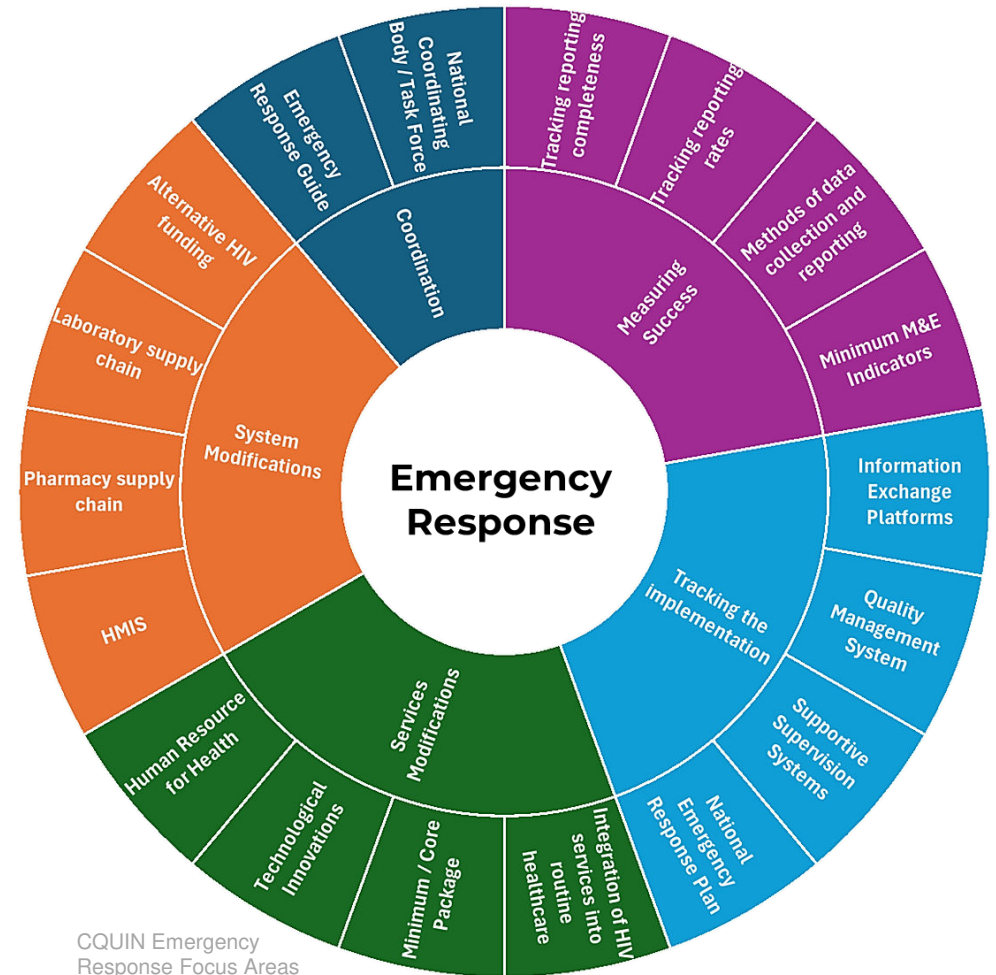 Emergency
Response
Measuring
Success
Tracking reporting
completeness
Tracking reporting
rates
Methods of data
collection and
reporting
Minimum M&E
Indicators
Tracking the
implementation
Information
Exchange
Platforms
Quality
Management
System
Supportive
Supervision
Systems
National
Emergency
Response Plan
Services
Modifications
Integration of HIV
services into
routine
healthcare
Minimum / Core
Package
Technological
Innovations
Human Resource
for Health
System
Modifications
HMIS
Pharmacy supply
chain
Laboratory supply
chain
Alternative HIV
funding
Coordination
Emergency
Response Guide
National
Coordinating
Body / Task Force
CQUIN Emergency
Response Focus Areas